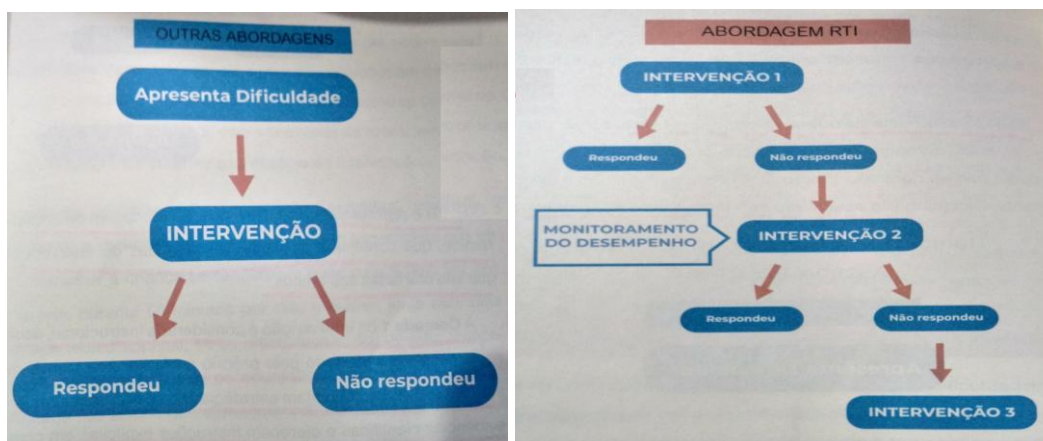 OUTRAS ABORDAGENS
Apresenta Dificuldade
INTERVENÇÃO
Respondeu
Não respondeu
ABORDAGEM RTI
INTERVENÇÃO 1
Respondeu
Não respondeu
MONITORAMENTO
DO DESEMPENHO
INTERVENÇÃO 2
Respondeu
Não respondeu
INTERVENÇÃO 3